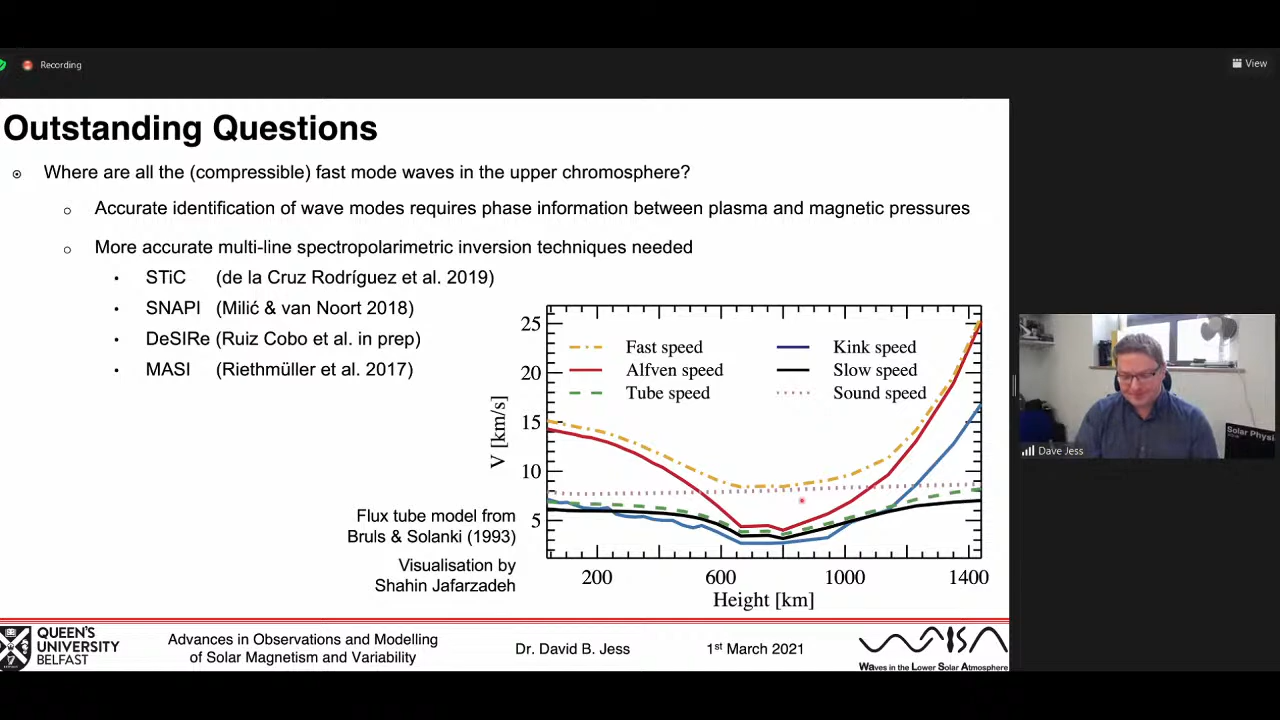 Recording
View
Outstanding Questions
Where are all the (compressible) fast mode waves in the upper chromosphere?
Accurate identification of wave modes requires phase information between plasma and magnetic pressures
More accurate multi-line spectropolarimetric inversion techniques needed
STiC (de la Cruz Rodríguez et al. 2019)
SNAPI (Milić & van Noort 2018)
DeSIRe (Ruiz Cobo et al. in prep)
MASI (Riethmüller et al. 2017)
25
20
15
10
5
V [km/s]
Fast speed
Alfven speed
Tube speed
Kink speed
Slow speed
Sound speed
200 600 1000 1400
Height [km]
Flux tube model from
Bruls & Solanki (1993)
Visualisation by
Shahin Jafarzadeh
Solar Physi
Dave Jess
QUEEN'S
UNIVERSITY
BELFAST
Advances in Observations and Modelling
of Solar Magnetism and Variability
Dr. David B. Jess
1st March 2021
Waves in the Lower Solar Atmosphere